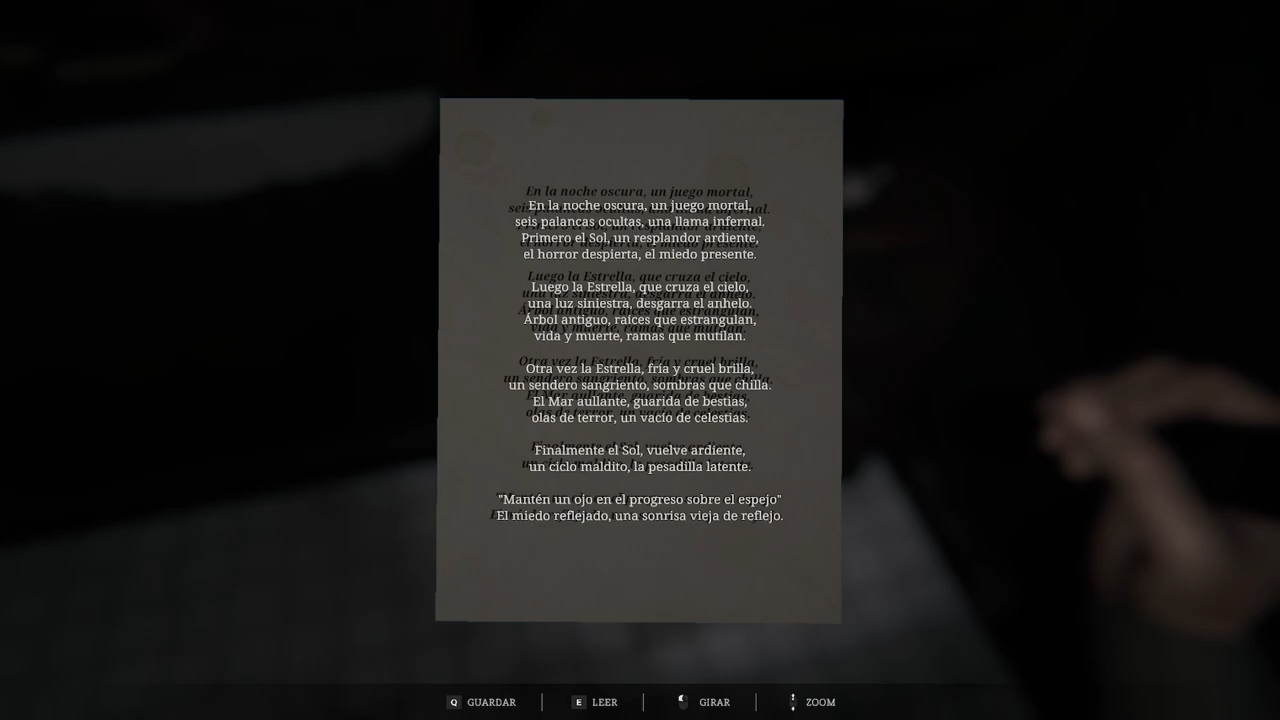 En la noche oscura, un juego mortal,
seis palancas ocultas, una llama infernal.
Primero el Sol, un resplandor ardiente,
el horror despierta, el miedo presente.
Luego la Estrella, que cruza el cielo,
una luz siniestra, desgarra el anhelo.
Árbol antiguo, raíces que estrangulan,
vida y muerte, ramas que mutilan.
Otra vez la Estrella, fría y cruel brilla,
un sendero sangriento, sombras que chilla.
El Mar aullante, guarida de bestias,
olas de terror, un vacío de celestias.
Finalmente el Sol, vuelve ardiente,
un ciclo maldito, la pesadilla latente.
"Mantén un ojo en el progreso sobre el espejo"
El miedo reflejado, una sonrisa vieja de reflejo.
Q GUARDAR E LEER GIRAR ZOOM